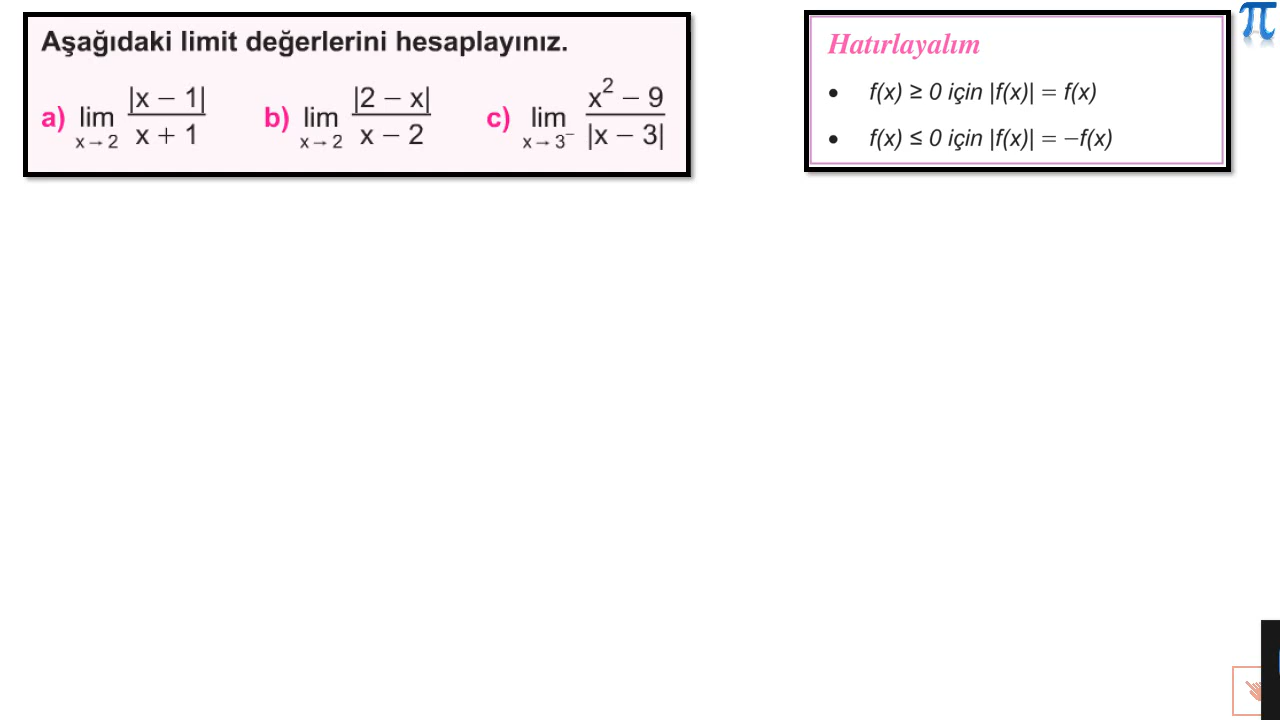 Aşağıdaki limit değerlerini hesaplayınız.
a) lim x→2 |x − 1| / x + 1   b) lim x→2 |2 − x| / x − 2   c) lim x→3⁻ x² − 9 / |x − 3|
Hatırlayalım
• f(x) ≥ 0 için |f(x)| = f(x)
• f(x) ≤ 0 için |f(x)| = −f(x)
π